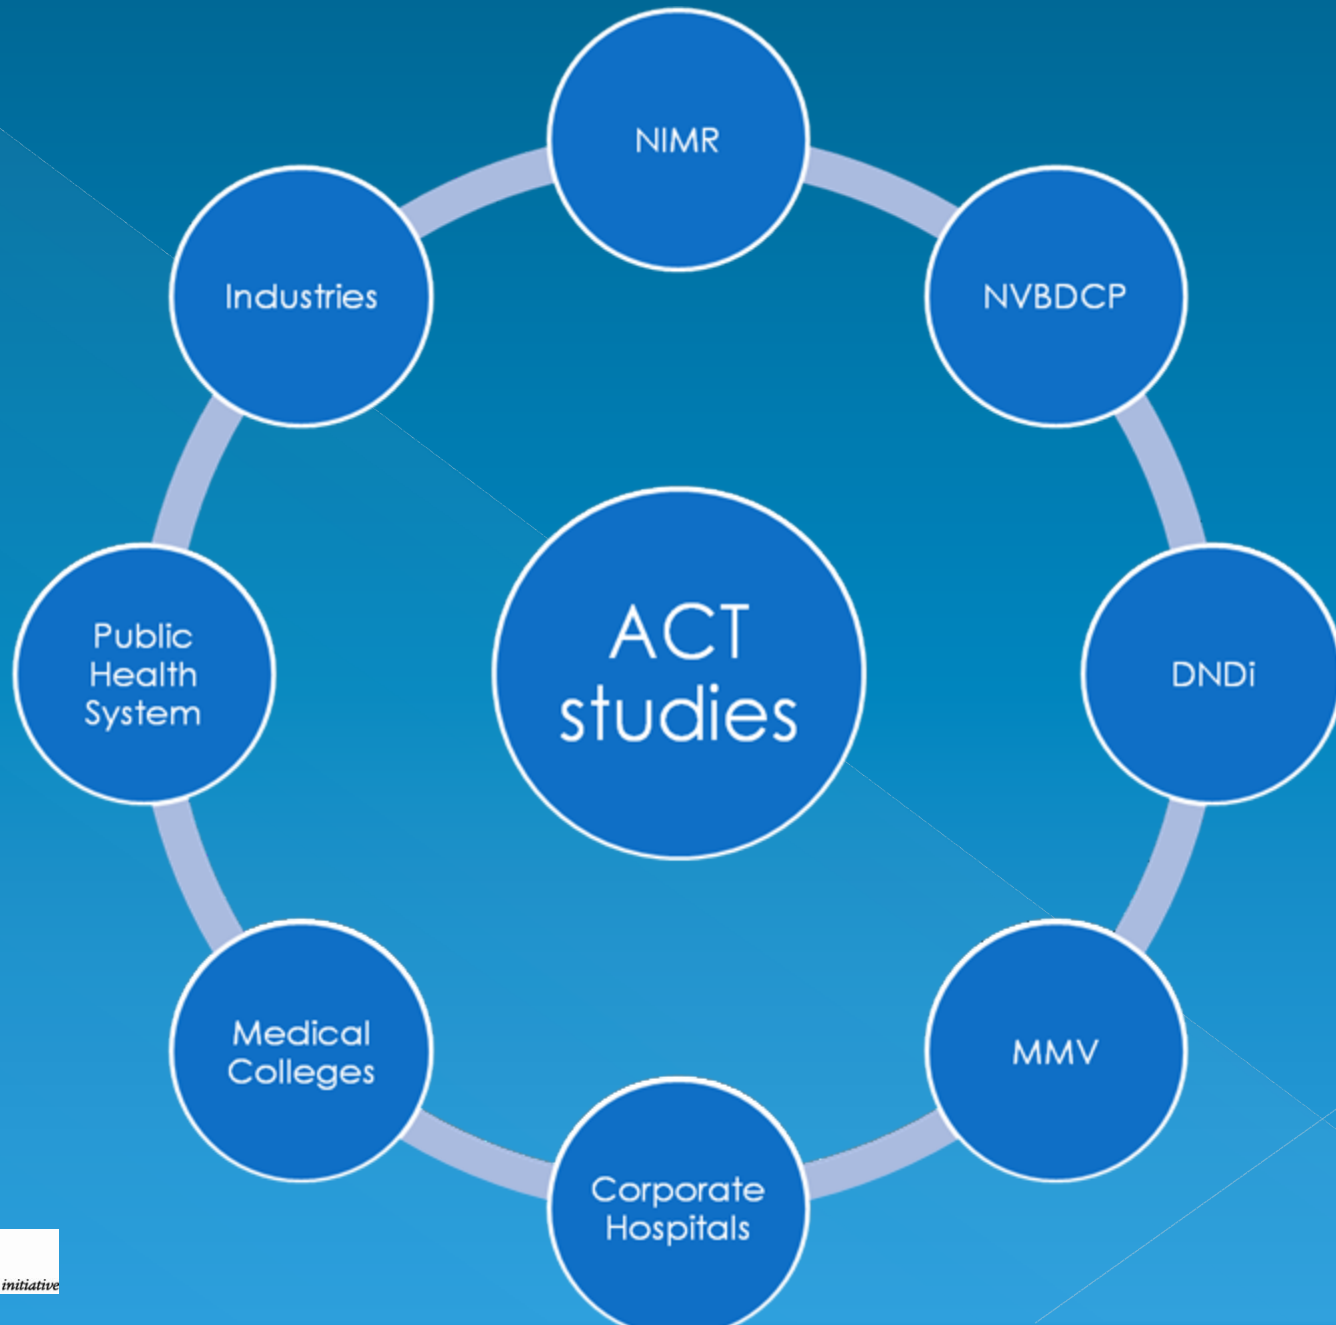 NIMR
NVBDCP
DNDi
MMV
Corporate
Hospitals
Medical
Colleges
Public
Health
System
Industries
ACT
studies
initiative